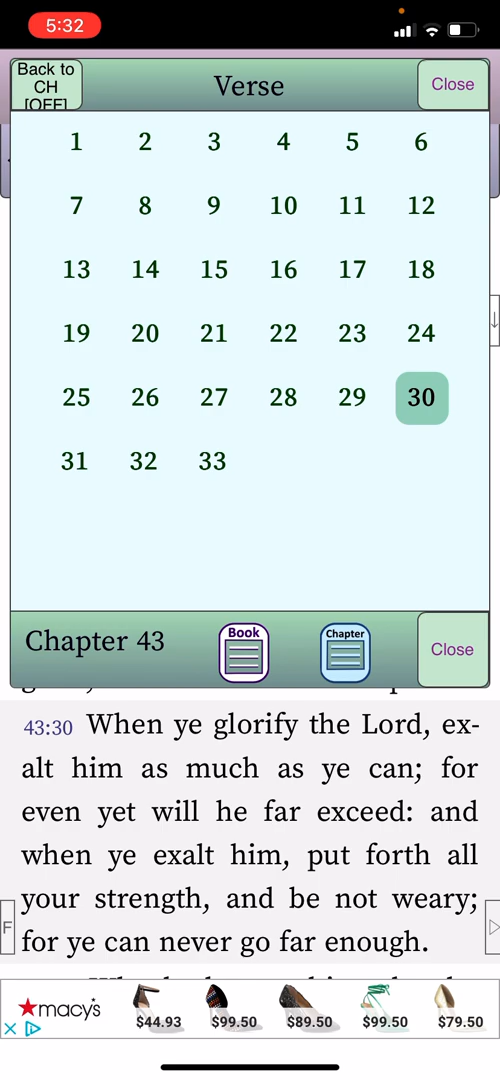 5:32
Back to
CH
[OFF]
Verse
Close
1 2 3 4 5 6
7 8 9 10 11 12
13 14 15 16 17 18
19 20 21 22 23 24
25 26 27 28 29 30
31 32 33
Chapter 43
Book
Chapter
Close
43:30 When ye glorify the Lord, ex-
alt him as much as ye can; for
even yet will he far exceed: and
when ye exalt him, put forth all
your strength, and be not weary;
F
for ye can never go far enough.
macy's
$44.93 $99.50 $89.50 $99.50 $79.50